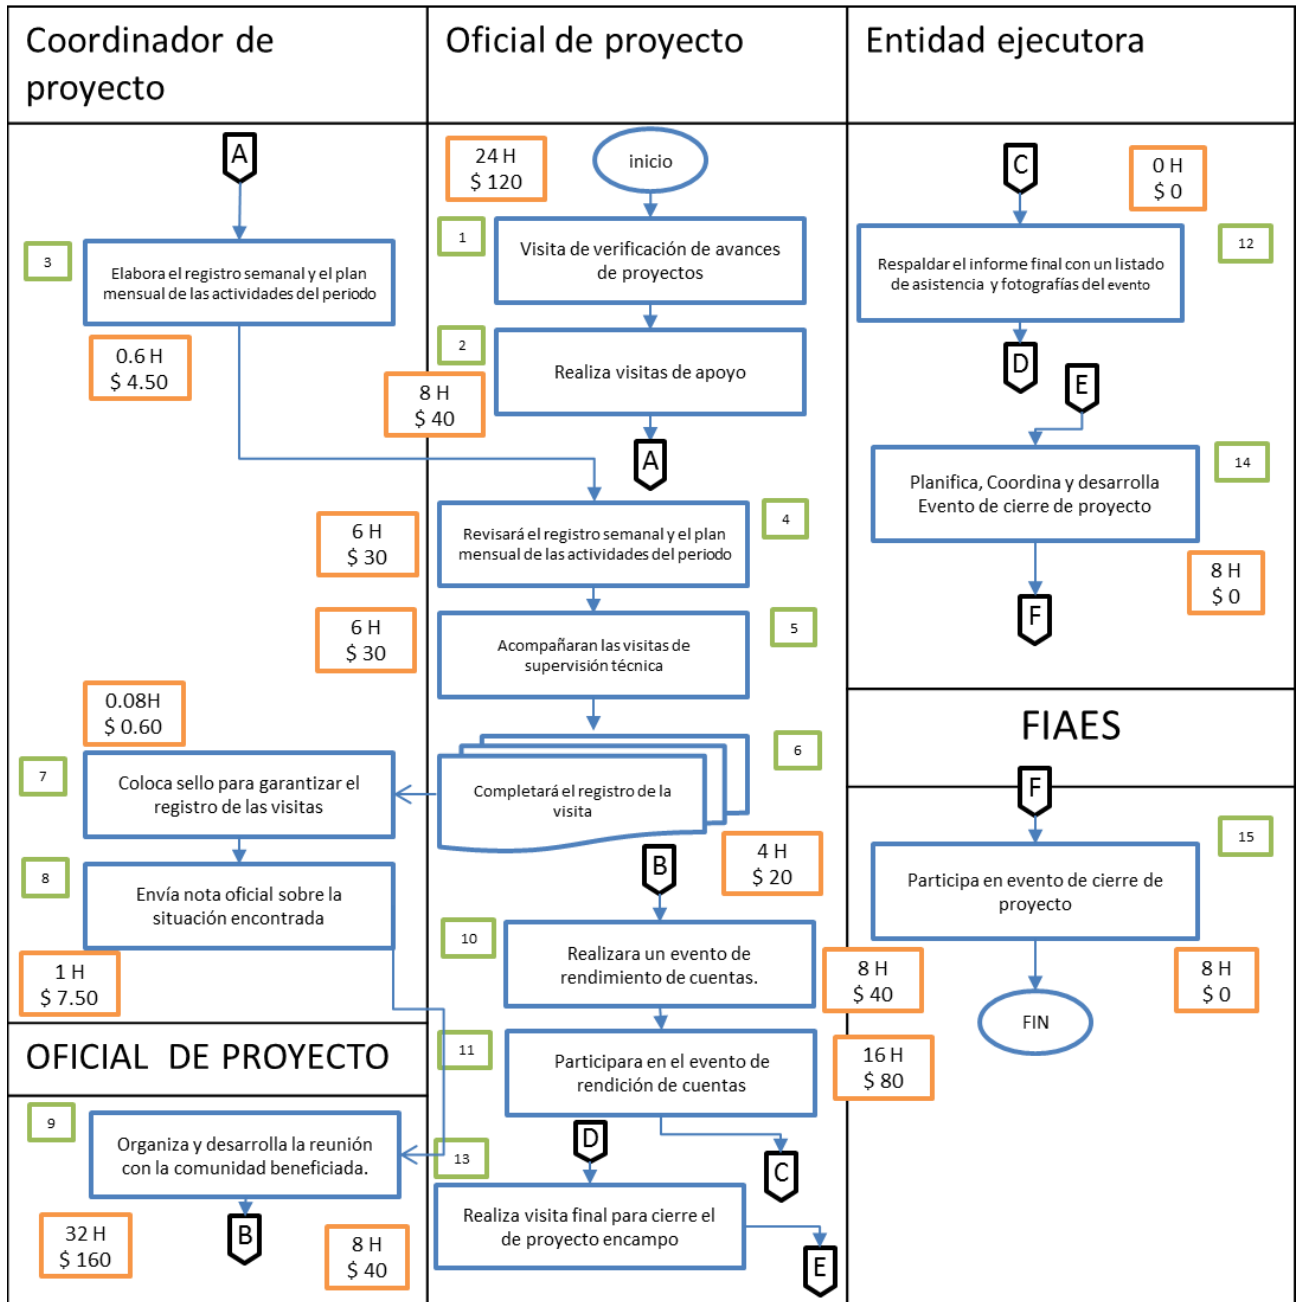 Coordinador de
proyecto
Oficial de proyecto
Entidad ejecutora
A
3
Elabora el registro semanal y el plan
mensual de las actividades del periodo
0.6 H
$ 4.50
0.08H
$ 0.60
7
Coloca sello para garantizar el
registro de las visitas
8
Envía nota oficial sobre la
situación encontrada
1 H
$ 7.50
OFICIAL DE PROYECTO
9
Organiza y desarrolla la reunión
con la comunidad beneficiada.
32 H
$ 160
B
8 H
$ 40
24 H
$ 120
inicio
1
Visita de verificación de avances
de proyectos
2
Realiza visitas de apoyo
8 H
$ 40
A
4
Revisará el registro semanal y el plan
mensual de las actividades del periodo
6 H
$ 30
5
Acompañaran las visitas de
supervisión técnica
6 H
$ 30
6
Completará el registro de la
visita
4 H
$ 20
B
10
Realizara un evento de
rendimiento de cuentas.
8 H
$ 40
11
Participara en el evento de
rendición de cuentas
16 H
$ 80
D
C
13
Realiza visita final para cierre el
de proyecto encampo
E
C
0 H
$ 0
12
Respaldar el informe final con un listado
de asistencia y fotografías del evento
D
E
14
Planifica, Coordina y desarrolla
Evento de cierre de proyecto
8 H
$ 0
F
FIAES
F
15
Participa en evento de cierre de
proyecto
8 H
$ 0
FIN